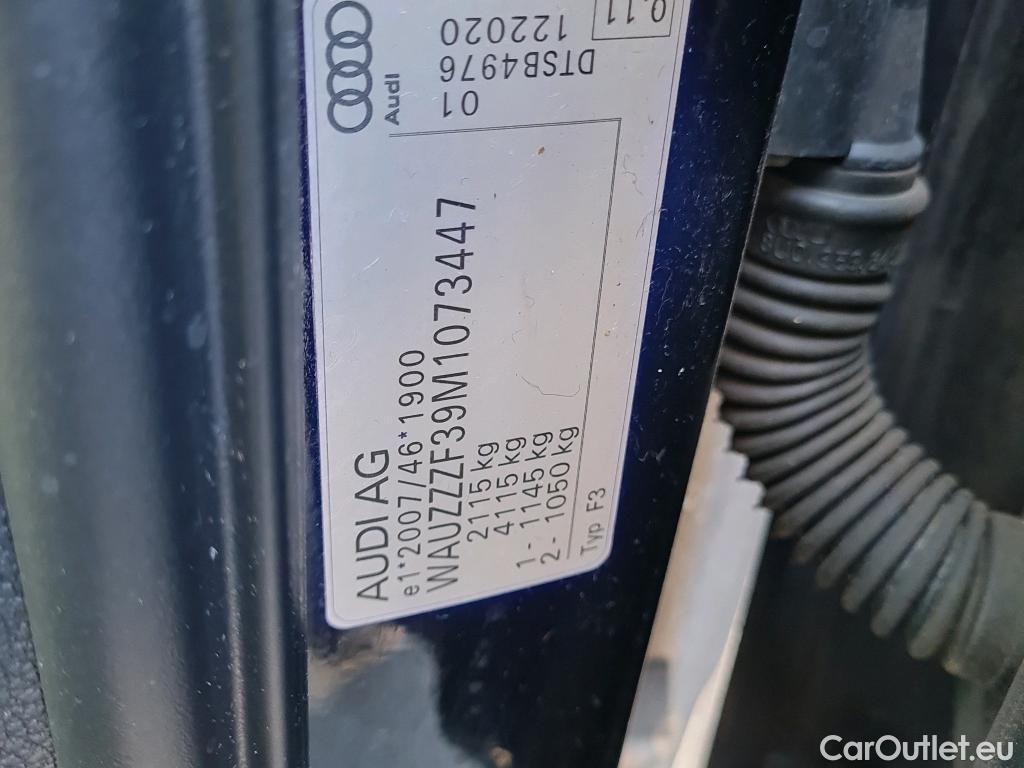 AUDI AG
e1*2007/46*1900
WAUZZZF39M1073447
2115 kg
4115 kg
1 - 1145 kg
2 - 1050 kg
Typ F3
Audi
01
DTSB4976
122020
0.11
CarOutlet.eu